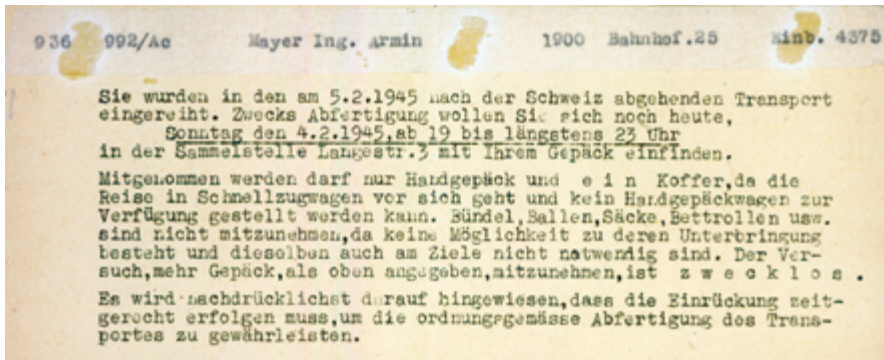 936 992/Ac Mayer Ing. Armin 1900 Bahnhof.25 Einb. 4375
Sie wurden in den am 5.2.1945 nach der Schweiz abgehenden Transport
eingereiht. Zwecks Abfertigung wollen Sie sich noch heute,
Sonntag den 4.2.1945,ab 19 bis längstens 23 Uhr
in der Sammelstelle Langestr.3 mit Ihrem Gepäck einfinden.
Mitgenommen werden darf nur Handgepäck und e i n Koffer,da die
Reise in Schnellzugwagen vor sich geht und kein Handgepäckwagen zur
Verfügung gestellt werden kann. Bündel,Ballen,Säcke,Bettrollen usw.
sind nicht mitzunehmen,da keine Möglichkeit zu deren Unterbringung
besteht und dieselben auch am Ziele nicht notwendig sind. Der Ver-
such,mehr Gepäck,als oben angegeben,mitzunehmen,ist z w e c k l o s .
Es wird nachdrücklichst darauf hingewiesen,dass die Einrückung zeit-
gerecht erfolgen muss,um die ordnungsgemässe Abfertigung des Trans-
portes zu gewährleisten.